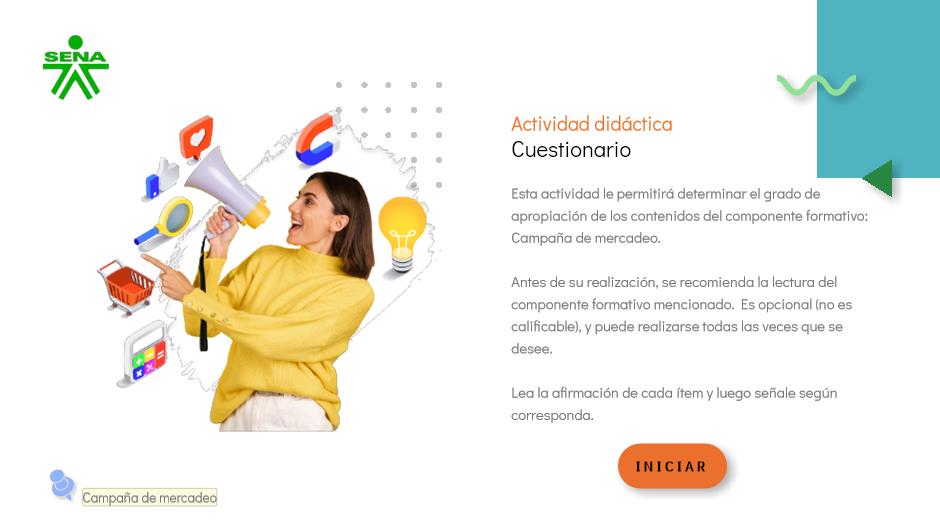 SENA
Actividad didáctica
Cuestionario
Esta actividad le permitirá determinar el grado de
apropiación de los contenidos del componente formativo:
Campaña de mercadeo.
Antes de su realización, se recomienda la lectura del
componente formativo mencionado. Es opcional (no es
calificable), y puede realizarse todas las veces que se
desee.
Lea la afirmación de cada ítem y luego señale según
corresponda.
INICIAR
Campaña de mercadeo